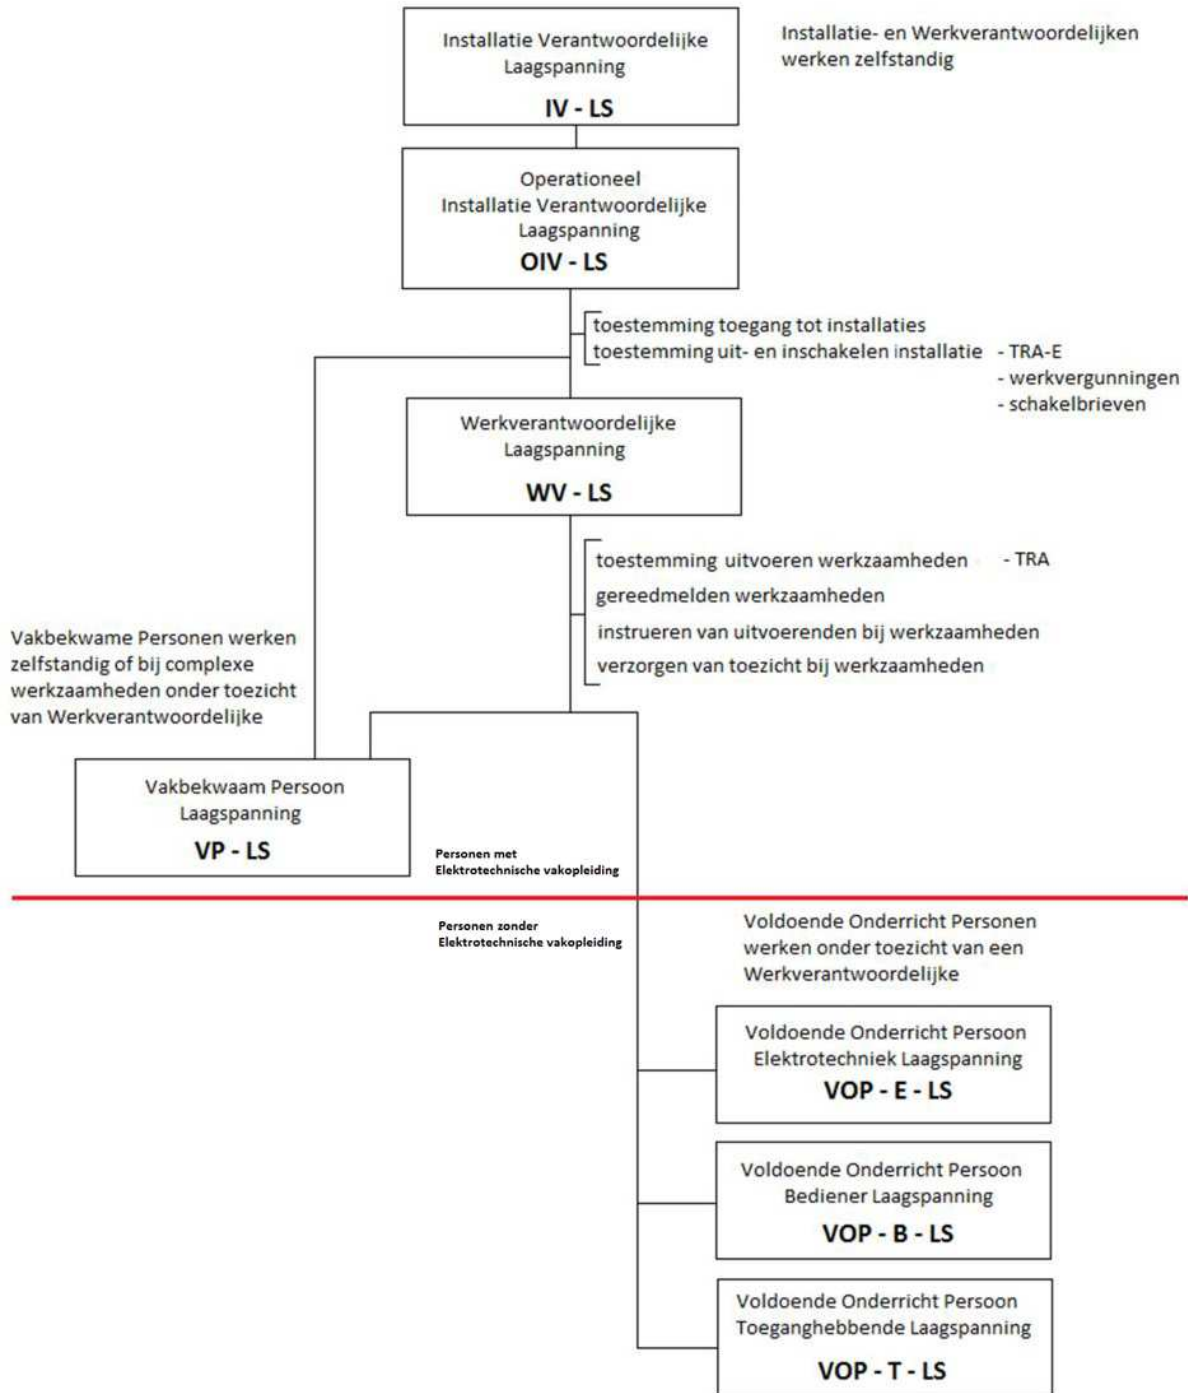 Installatie Verantwoordelijke
Laagspanning
IV - LS
Installatie- en Werkverantwoordelijken
werken zelfstandig
Operationeel
Installatie Verantwoordelijke
Laagspanning
OIV - LS
toestemming toegang tot installaties
toestemming uit- en inschakelen installatie - TRA-E
- werkvergunningen
- schakelbrieven
Werkverantwoordelijke
Laagspanning
WV - LS
toestemming uitvoeren werkzaamheden - TRA
gereedmelden werkzaamheden
instrueren van uitvoerenden bij werkzaamheden
verzorgen van toezicht bij werkzaamheden
Vakbekwame Personen werken
zelfstandig of bij complexe
werkzaamheden onder toezicht
van Werkverantwoordelijke
Vakbekwaam Persoon
Laagspanning
VP - LS
Personen met
Elektrotechnische vakopleiding
Personen zonder
Elektrotechnische vakopleiding
Voldoende Onderricht Personen
werken onder toezicht van een
Werkverantwoordelijke
Voldoende Onderricht Persoon
Elektrotechniek Laagspanning
VOP - E - LS
Voldoende Onderricht Persoon
Bediener Laagspanning
VOP - B - LS
Voldoende Onderricht Persoon
Toeganghebbende Laagspanning
VOP - T - LS